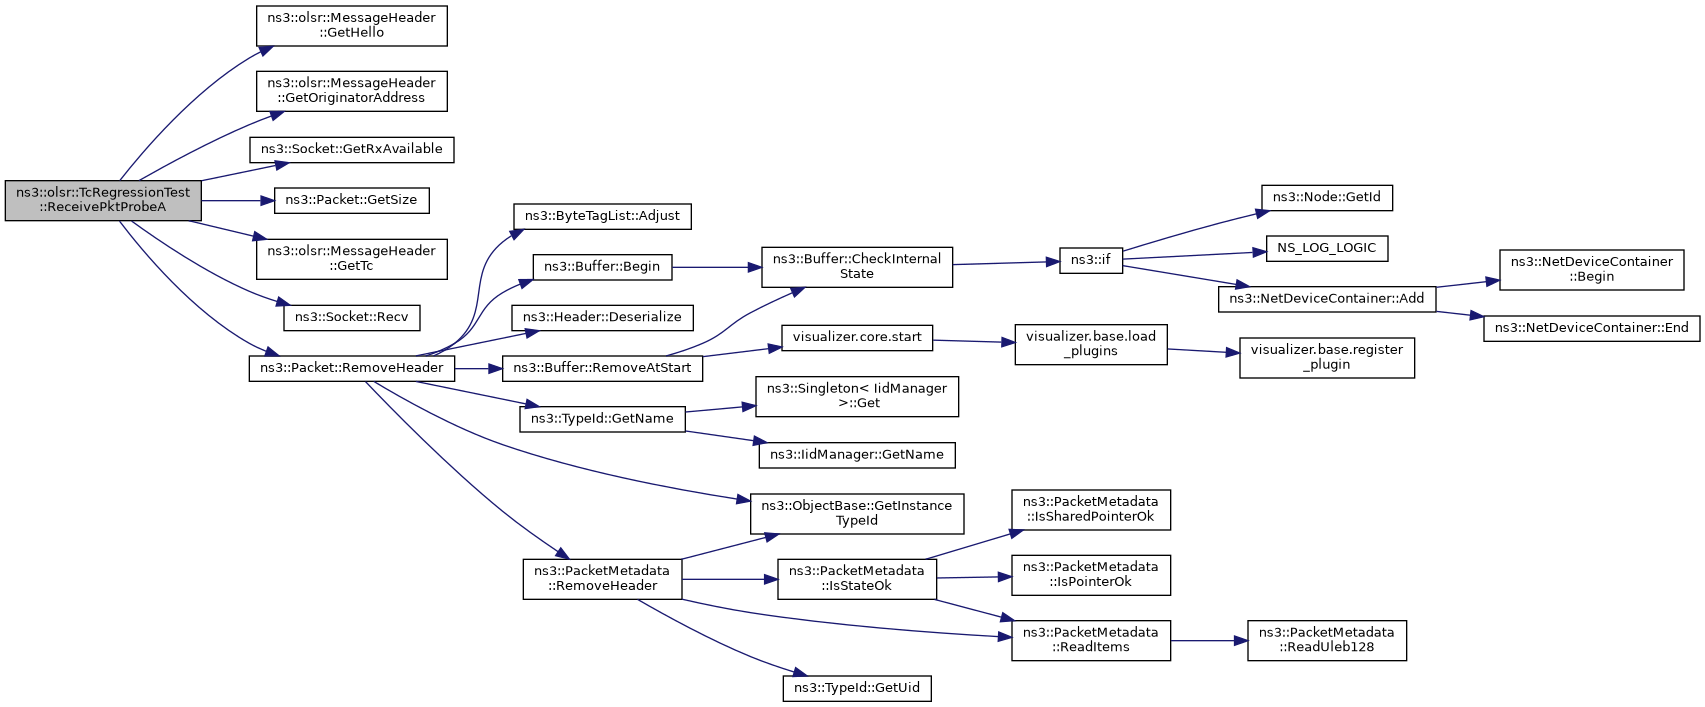 ns3::olsr::TcRegressionTest
::ReceivePktProbeA
ns3::olsr::MessageHeader
::GetHello
ns3::olsr::MessageHeader
::GetOriginatorAddress
ns3::Socket::GetRxAvailable
ns3::Packet::GetSize
ns3::olsr::MessageHeader
::GetTc
ns3::Socket::Recv
ns3::Packet::RemoveHeader
ns3::ByteTagList::Adjust
ns3::Buffer::Begin
ns3::Header::Deserialize
ns3::Buffer::RemoveAtStart
ns3::TypeId::GetName
ns3::PacketMetadata
::RemoveHeader
ns3::Buffer::CheckInternal
State
visualizer.core.start
ns3::Singleton< IidManager
>::Get
ns3::IidManager::GetName
ns3::ObjectBase::GetInstance
TypeId
ns3::PacketMetadata
::IsStateOk
ns3::TypeId::GetUid
ns3::if
visualizer.base.load
_plugins
ns3::PacketMetadata
::IsSharedPointerOk
ns3::PacketMetadata
::IsPointerOk
ns3::PacketMetadata
::ReadItems
ns3::Node::GetId
NS_LOG_LOGIC
ns3::NetDeviceContainer::Add
visualizer.base.register
_plugin
ns3::PacketMetadata
::ReadUleb128
ns3::NetDeviceContainer
::Begin
ns3::NetDeviceContainer::End